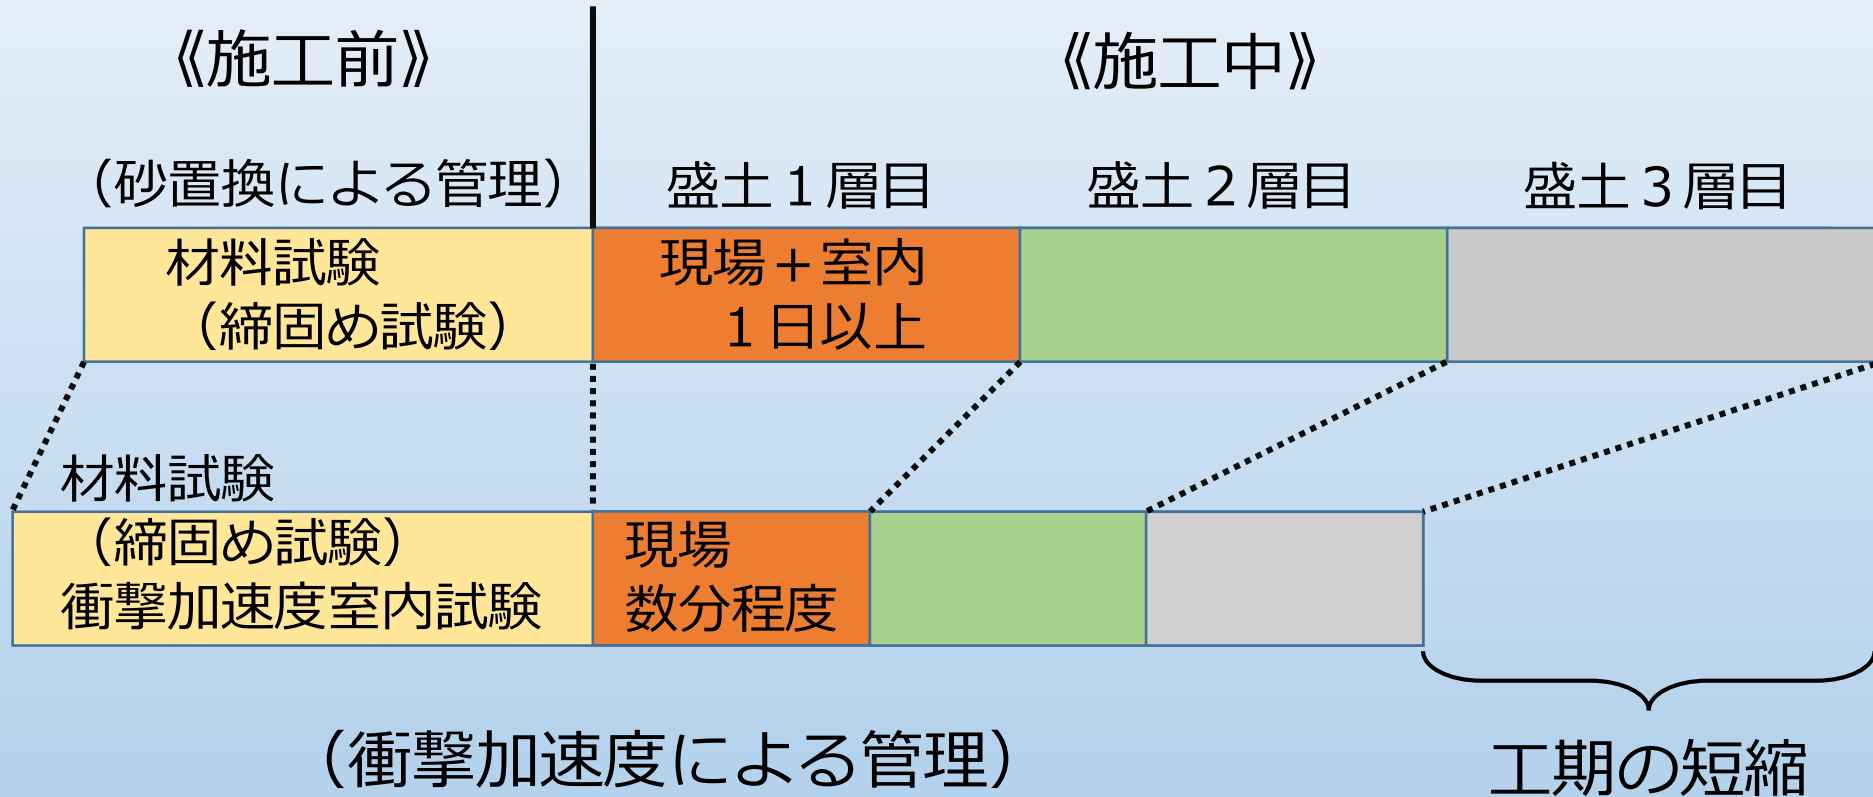 《施工前》
《施工中》
（砂置換による管理）
盛土１層目
盛土２層目
盛土３層目
材料試験
（締固め試験）
現場＋室内
１日以上
材料試験
（締固め試験）
衝撃加速度室内試験
現場
数分程度
（衝撃加速度による管理）
工期の短縮